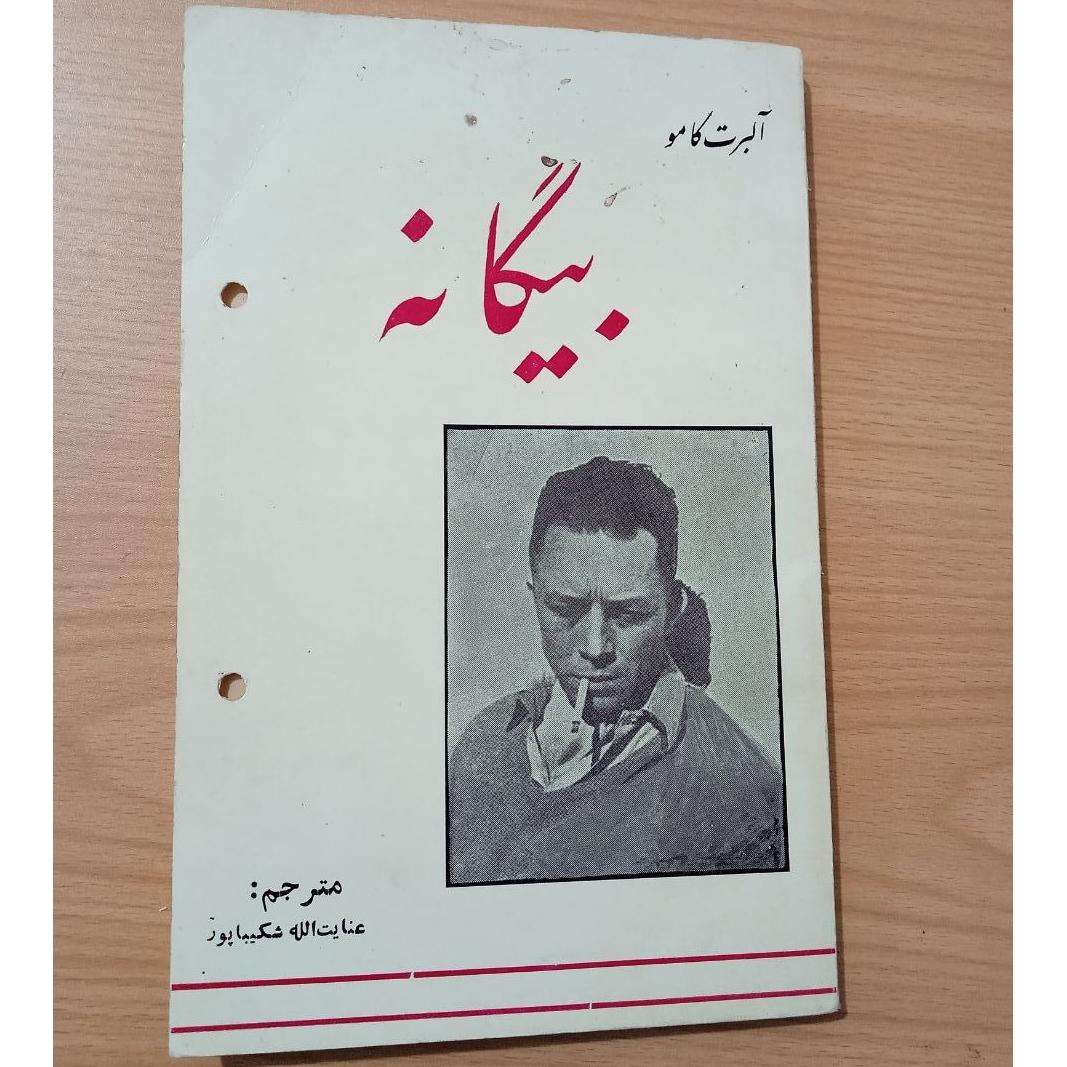 آلبرت کامو
بیگانه
مترجم:
عنایت‌الله شکیباپور